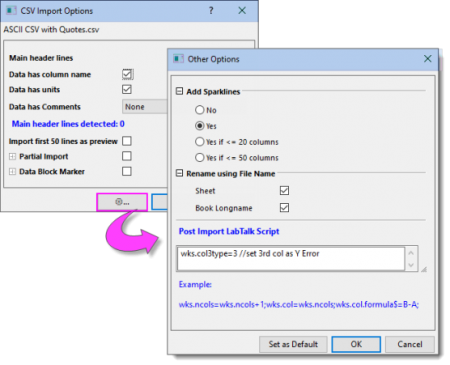 CSV Import Options
? X
ASCII CSV with Quotes.csv
Main header lines
Data has column name
Data has units
Data has Comments None
Main header lines detected: 0
Import first 50 lines as preview
Partial Import
Data Block Marker
...
Other Options
X
Add Sparklines
No
Yes
Yes if <= 20 columns
Yes if <= 50 columns
Rename using File Name
Sheet
Book Longname
Post Import LabTalk Script
wks.col3type=3 //set 3rd col as Y Error
Example:
wks.ncols=wks.ncols+1;wks.col=wks.ncols;wks.col.formula$=B-A;
Set as Default OK Cancel